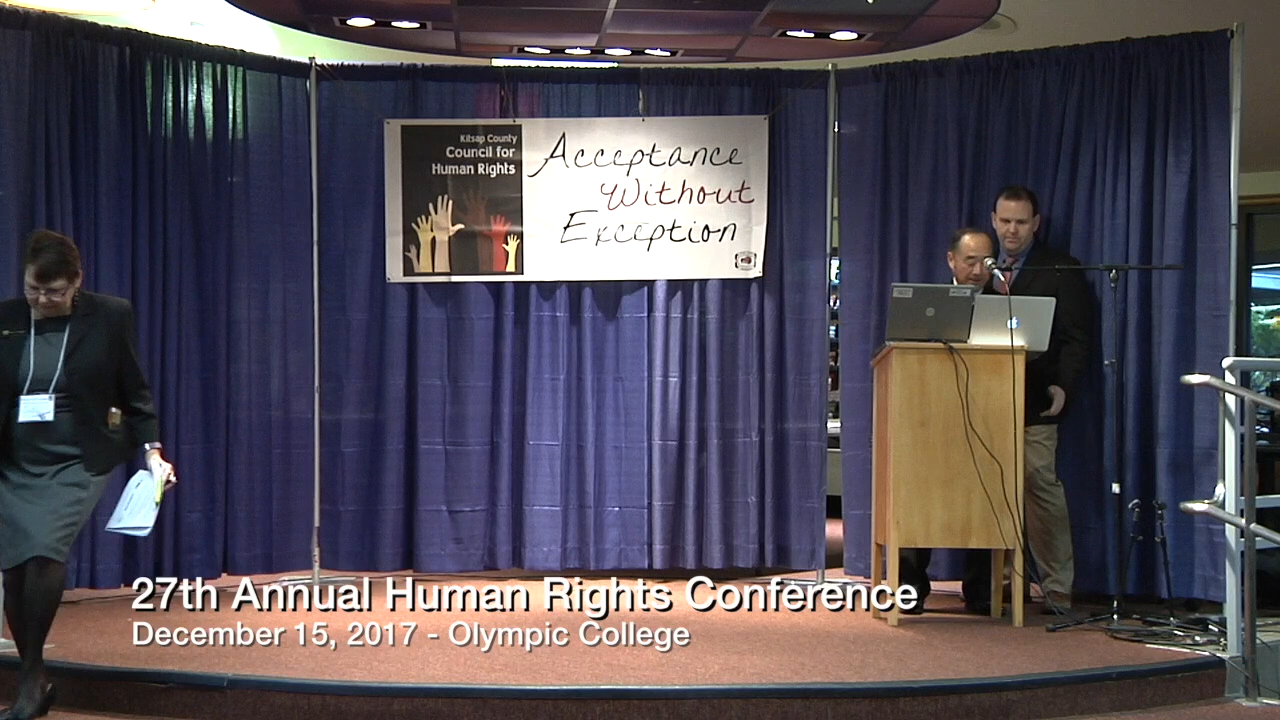 Kitsap County
Council for
Human Rights
Acceptance
Without
Exception
27th Annual Human Rights Conference
December 15, 2017 - Olympic College